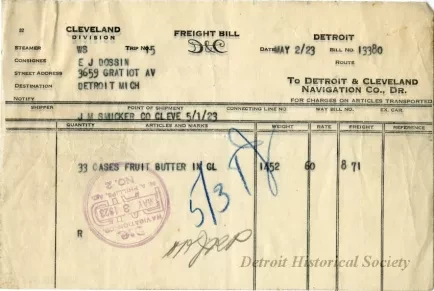 CLEVELAND
DIVISION
FREIGHT BILL
D&C
DETROIT
STEAMER WS TRIP NO. 5 DATE MAY 2/23 BILL NO. 13380
CONSIGNEE E J DOSSIN ROUTE
STREET ADDRESS 3659 GRATIOT AV
DESTINATION DETROIT MICH
TO DETROIT & CLEVELAND
NAVIGATION CO., DR.
NOTIFY FOR CHARGES ON ARTICLES TRANSPORTED
SHIPPER POINT OF SHIPMENT CONNECTING LINE NO. WAY BILL NO. EX. CAR
J M SMUCKER CO CLEVE 5/1/23
QUANTITY ARTICLES AND MARKS WEIGHT RATE FREIGHT REFERENCE
33 CASES FRUIT BUTTER IN GL 1452 60 8 71
5/3
NO. 2
PAID
R
Detroit Historical Society